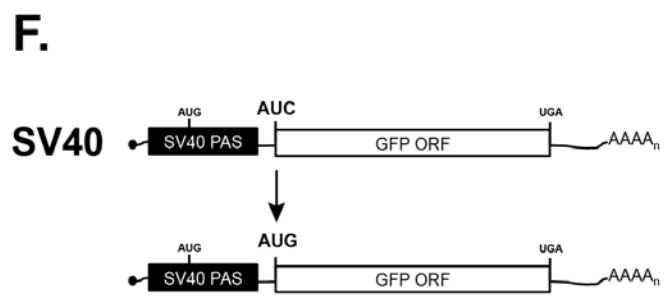 F.
AUG AUC UGA
SV40 SV40 PAS GFP ORF AAAAn
AUG AUG UGA
SV40 PAS GFP ORF AAAAn